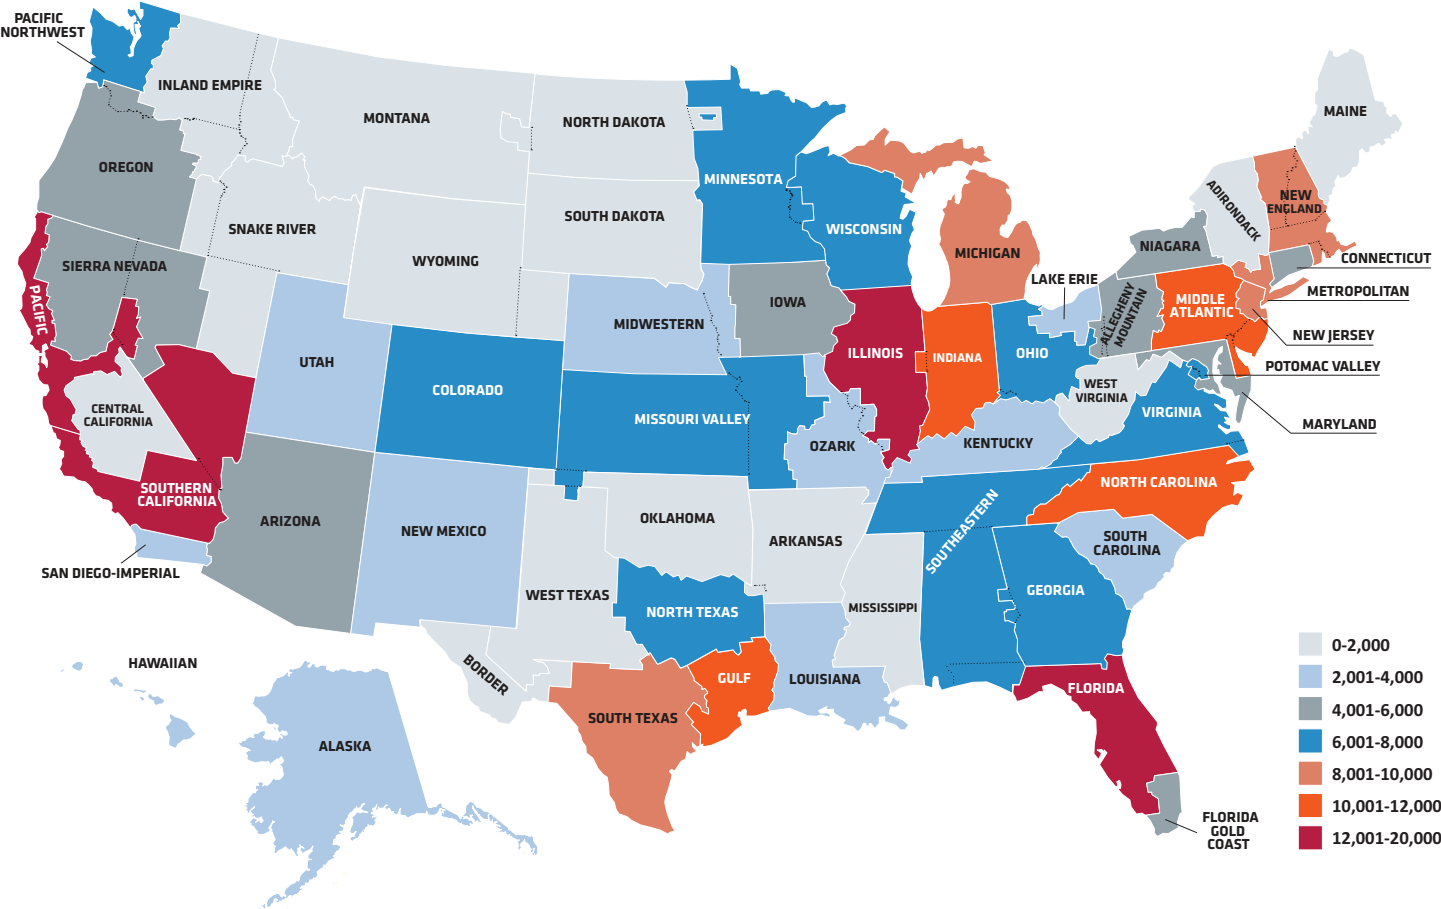 PACIFIC
NORTHWEST
INLAND EMPIRE
MONTANA
NORTH DAKOTA
MINNESOTA
MAINE
OREGON
SNAKE RIVER
SOUTH DAKOTA
WISCONSIN
MICHIGAN
ADIRONDACK
NEW
ENGLAND
NIAGARA
CONNECTICUT
SIERRA NEVADA
WYOMING
LAKE ERIE
METROPOLITAN
PACIFIC
MIDWESTERN
IOWA
ALLEGHENY
MOUNTAIN
MIDDLE
ATLANTIC
NEW JERSEY
UTAH
ILLINOIS
INDIANA
OHIO
POTOMAC VALLEY
COLORADO
WEST
VIRGINIA
CENTRAL
CALIFORNIA
MISSOURI VALLEY
VIRGINIA
MARYLAND
OZARK
KENTUCKY
SOUTHERN
CALIFORNIA
NORTH CAROLINA
ARIZONA
NEW MEXICO
OKLAHOMA
ARKANSAS
SOUTHEASTERN
SOUTH
CAROLINA
SAN DIEGO-IMPERIAL
WEST TEXAS
NORTH TEXAS
MISSISSIPPI
GEORGIA
HAWAIIAN
BORDER
GULF
LOUISIANA
FLORIDA
SOUTH TEXAS
ALASKA
FLORIDA
GOLD
COAST
0-2,000
2,001-4,000
4,001-6,000
6,001-8,000
8,001-10,000
10,001-12,000
12,001-20,000